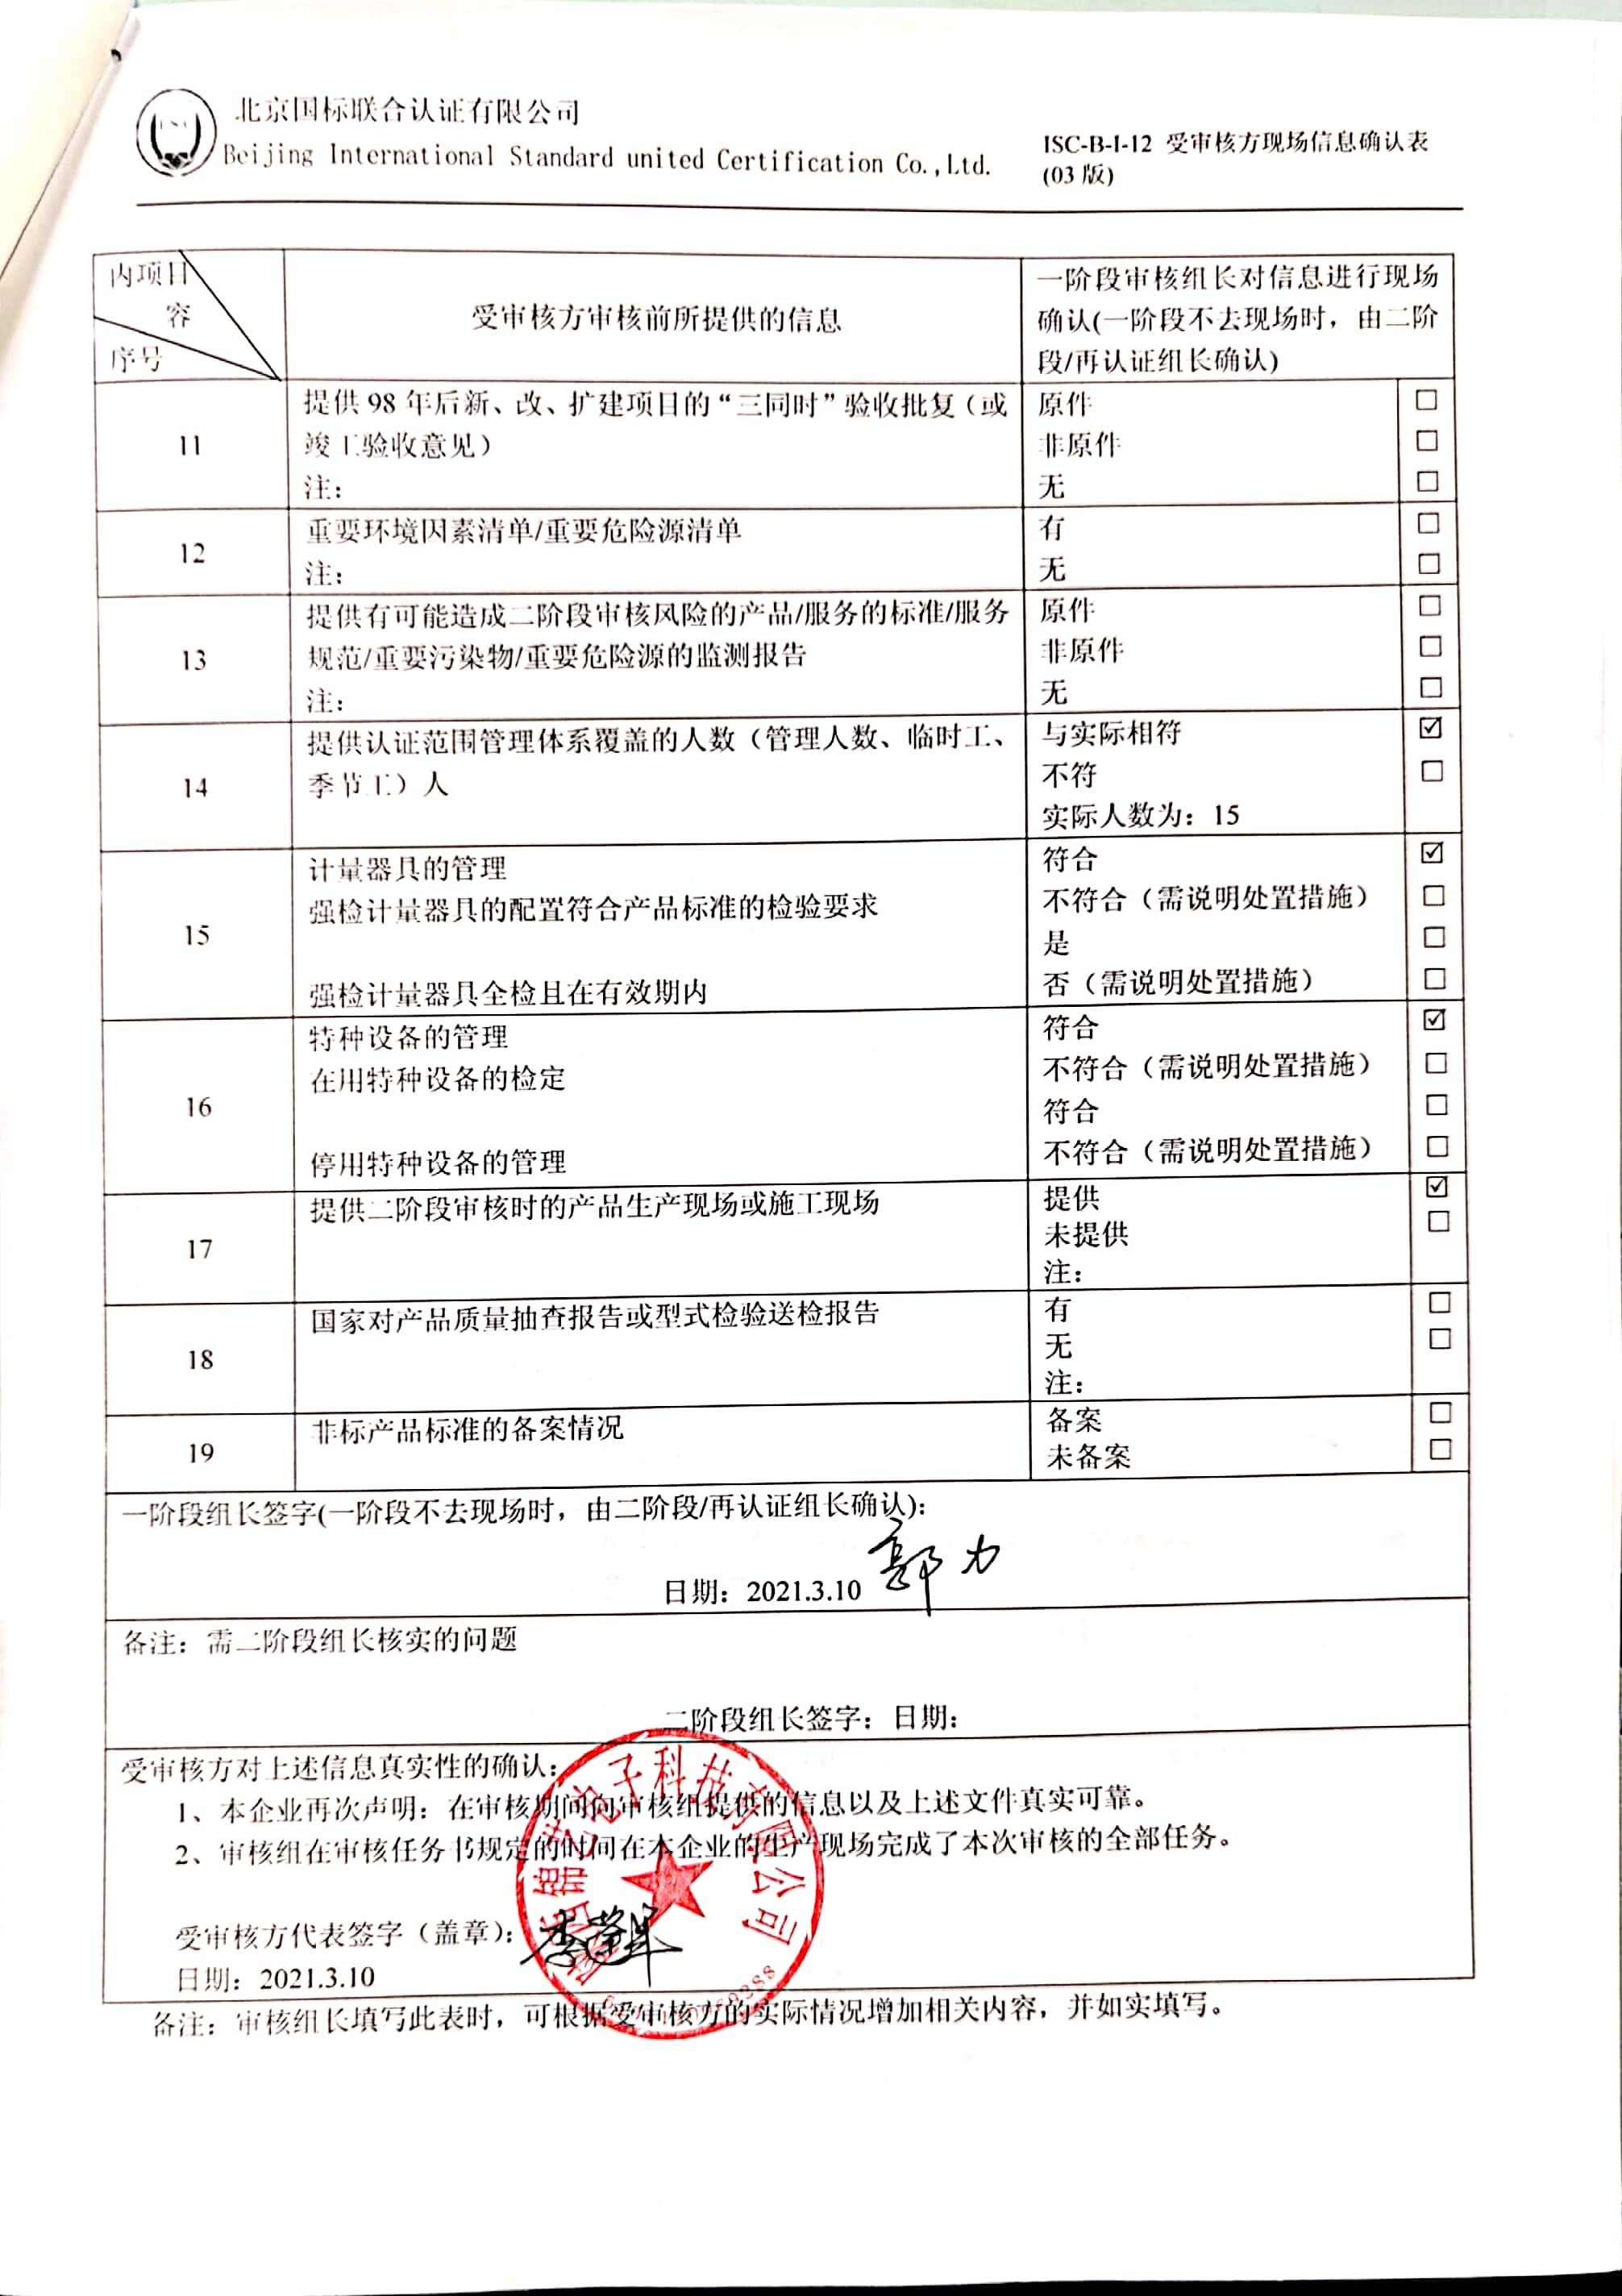 北京国标联合认证有限公司
Beijing International Standard united Certification Co.,Ltd.
ISC-B-I-12 受审核方现场信息确认表
(03 版)
内项目
容
序号
受审核方审核前所提供的信息
一阶段审核组长对信息进行现场
确认(一阶段不去现场时，由二阶
段/再认证组长确认)
11
提供 98 年后新、改、扩建项目的“三同时”验收批复（或
竣工验收意见）
注：
原件 □
非原件 □
无 □
12
重要环境因素清单/重要危险源清单
注：
有 □
无 □
13
提供有可能造成二阶段审核风险的产品/服务的标准/服务
规范/重要污染物/重要危险源的监测报告
注：
原件 □
非原件 □
无 □
14
提供认证范围管理体系覆盖的人数（管理人数、临时工、
季节工）人
与实际相符 ☑
不符 □
实际人数为：15
15
计量器具的管理
强检计量器具的配置符合产品标准的检验要求
强检计量器具全检且在有效期内
符合 ☑
不符合（需说明处置措施） □
是 □
否（需说明处置措施） □
16
特种设备的管理
在用特种设备的检定
停用特种设备的管理
符合 ☑
不符合（需说明处置措施） □
符合 □
不符合（需说明处置措施） □
17
提供二阶段审核时的产品生产现场或施工现场
提供 ☑
未提供 □
注：
18
国家对产品质量抽查报告或型式检验送检报告
有 □
无 □
注：
19
非标产品标准的备案情况
备案 □
未备案 □
一阶段组长签字(一阶段不去现场时，由二阶段/再认证组长确认)：
日期：2021.3.10 郭力
备注：需二阶段组长核实的问题
二阶段组长签字：日期：
受审核方对上述信息真实性的确认：
1、本企业再次声明：在审核期间向审核组提供的信息以及上述文件真实可靠。
2、审核组在审核任务书规定的时间在本企业的生产现场完成了本次审核的全部任务。
电子科技有限公司
受审核方代表签字（盖章）：
日期：2021.3.10
备注：审核组长填写此表时，可根据受审核方的实际情况增加相关内容，并如实填写。